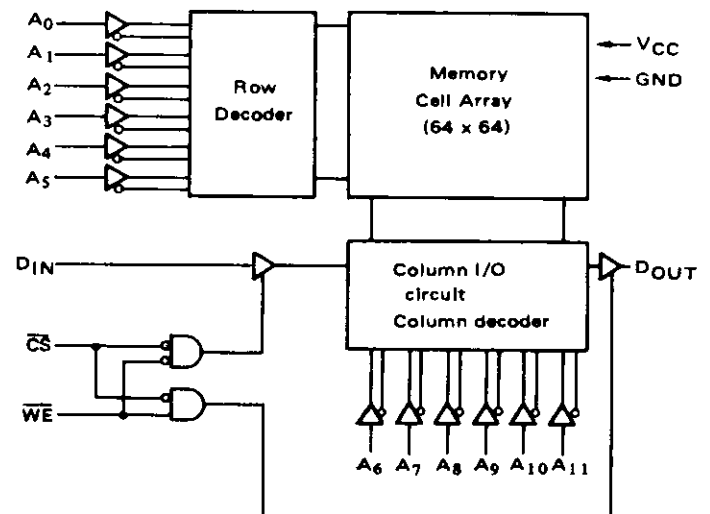 A0
A1
A2
A3
A4
A5
Row
Decoder
Memory
Cell Array
(64 x 64)
VCC
GND
DIN
Column I/O
circuit
Column decoder
DOUT
CS
WE
A6 A7 A8 A9 A10 A11